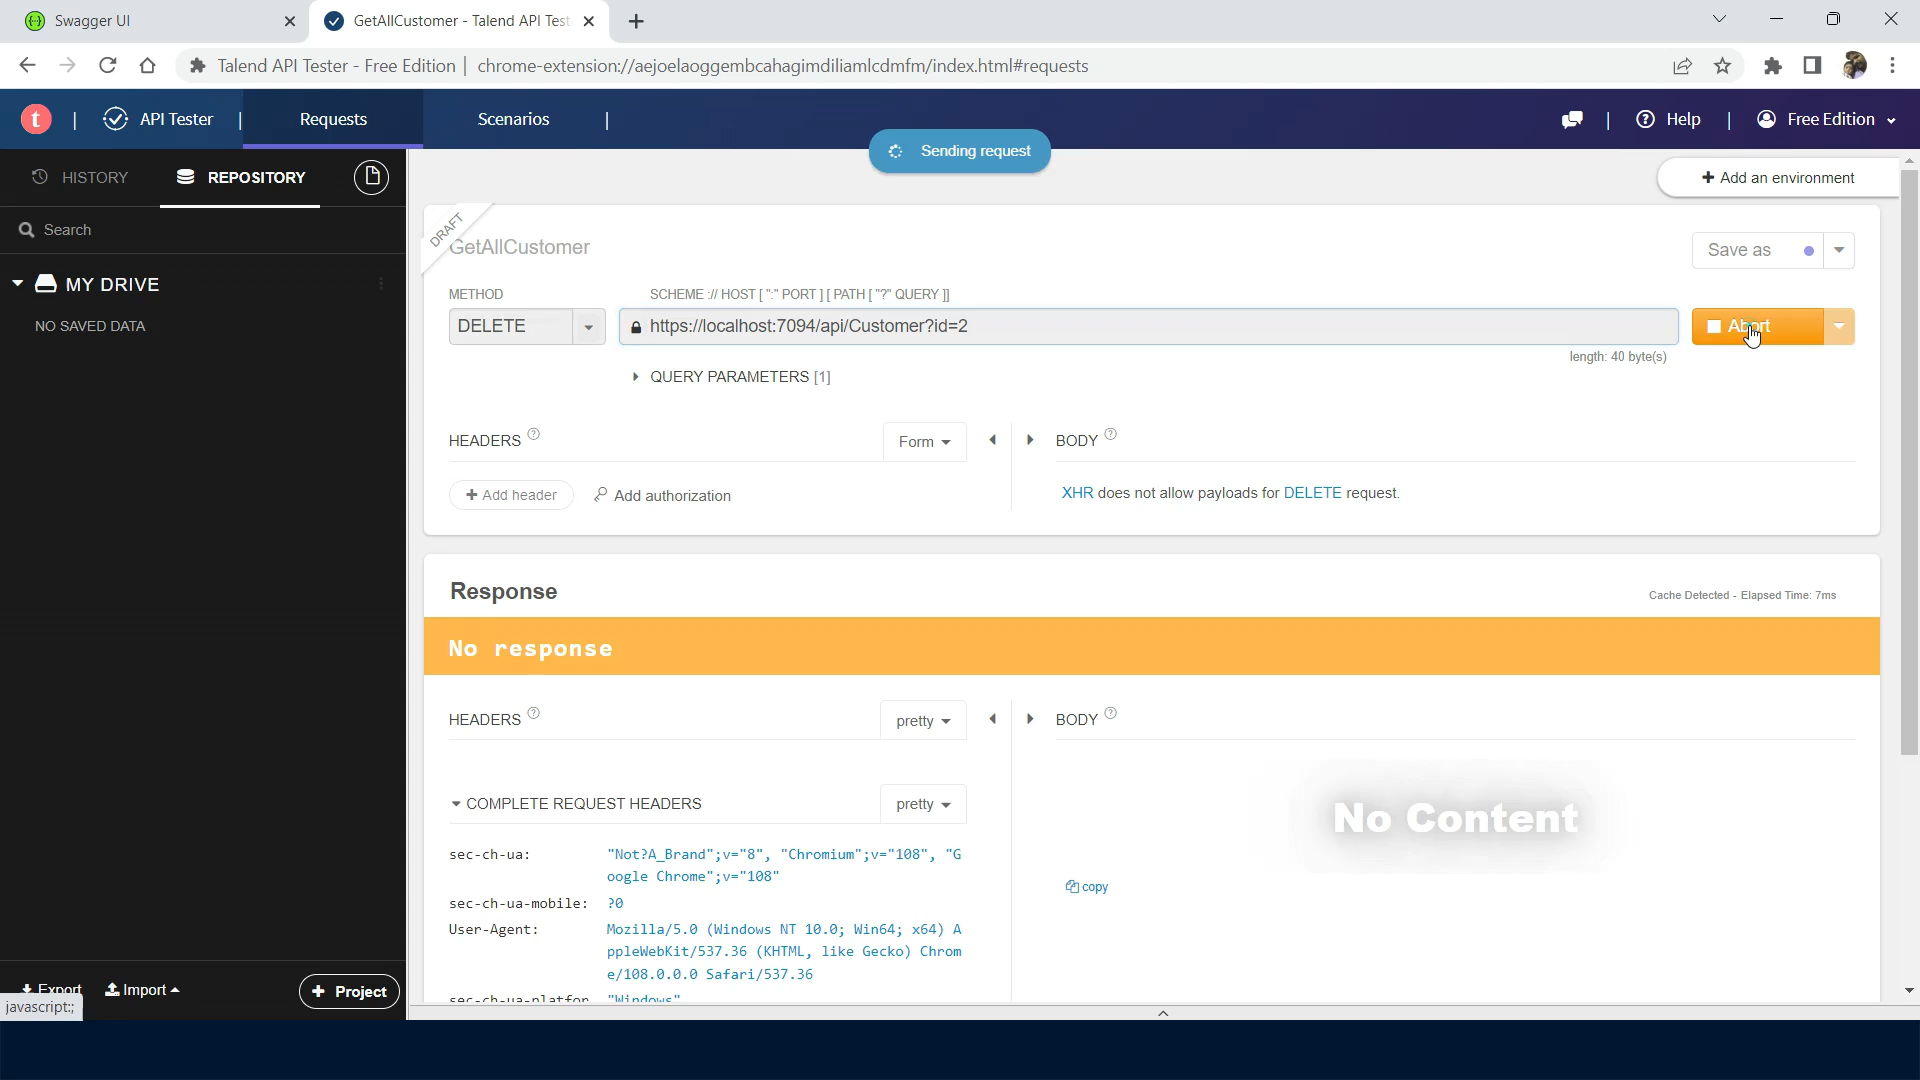 Swagger UI
GetAllCustomer - Talend API Test
Talend API Tester - Free Edition | chrome-extension://aejoelaoggembcahagimdiliamlcdmfm/index.html#requests
t | API Tester | Requests Scenarios |
| Help | Free Edition
Sending request
HISTORY REPOSITORY
+ Add an environment
Search
DRAFT
GetAllCustomer
Save as
MY DRIVE
NO SAVED DATA
METHOD SCHEME :// HOST [ ":" PORT ] [ PATH [ "?" QUERY ]]
DELETE https://localhost:7094/api/Customer?id=2 Abort
length: 40 byte(s)
QUERY PARAMETERS [1]
HEADERS ? Form BODY ?
+ Add header Add authorization XHR does not allow payloads for DELETE request.
Response Cache Detected - Elapsed Time: 7ms
No response
HEADERS ? pretty BODY ?
COMPLETE REQUEST HEADERS pretty
No Content
sec-ch-ua: "Not?A_Brand";v="8", "Chromium";v="108", "G
oogle Chrome";v="108"
copy
sec-ch-ua-mobile: ?0
User-Agent: Mozilla/5.0 (Windows NT 10.0; Win64; x64) A
ppleWebKit/537.36 (KHTML, like Gecko) Chrom
e/108.0.0.0 Safari/537.36
sec-ch-ua-platfor "Windows"
Export Import + Project
javascript:;